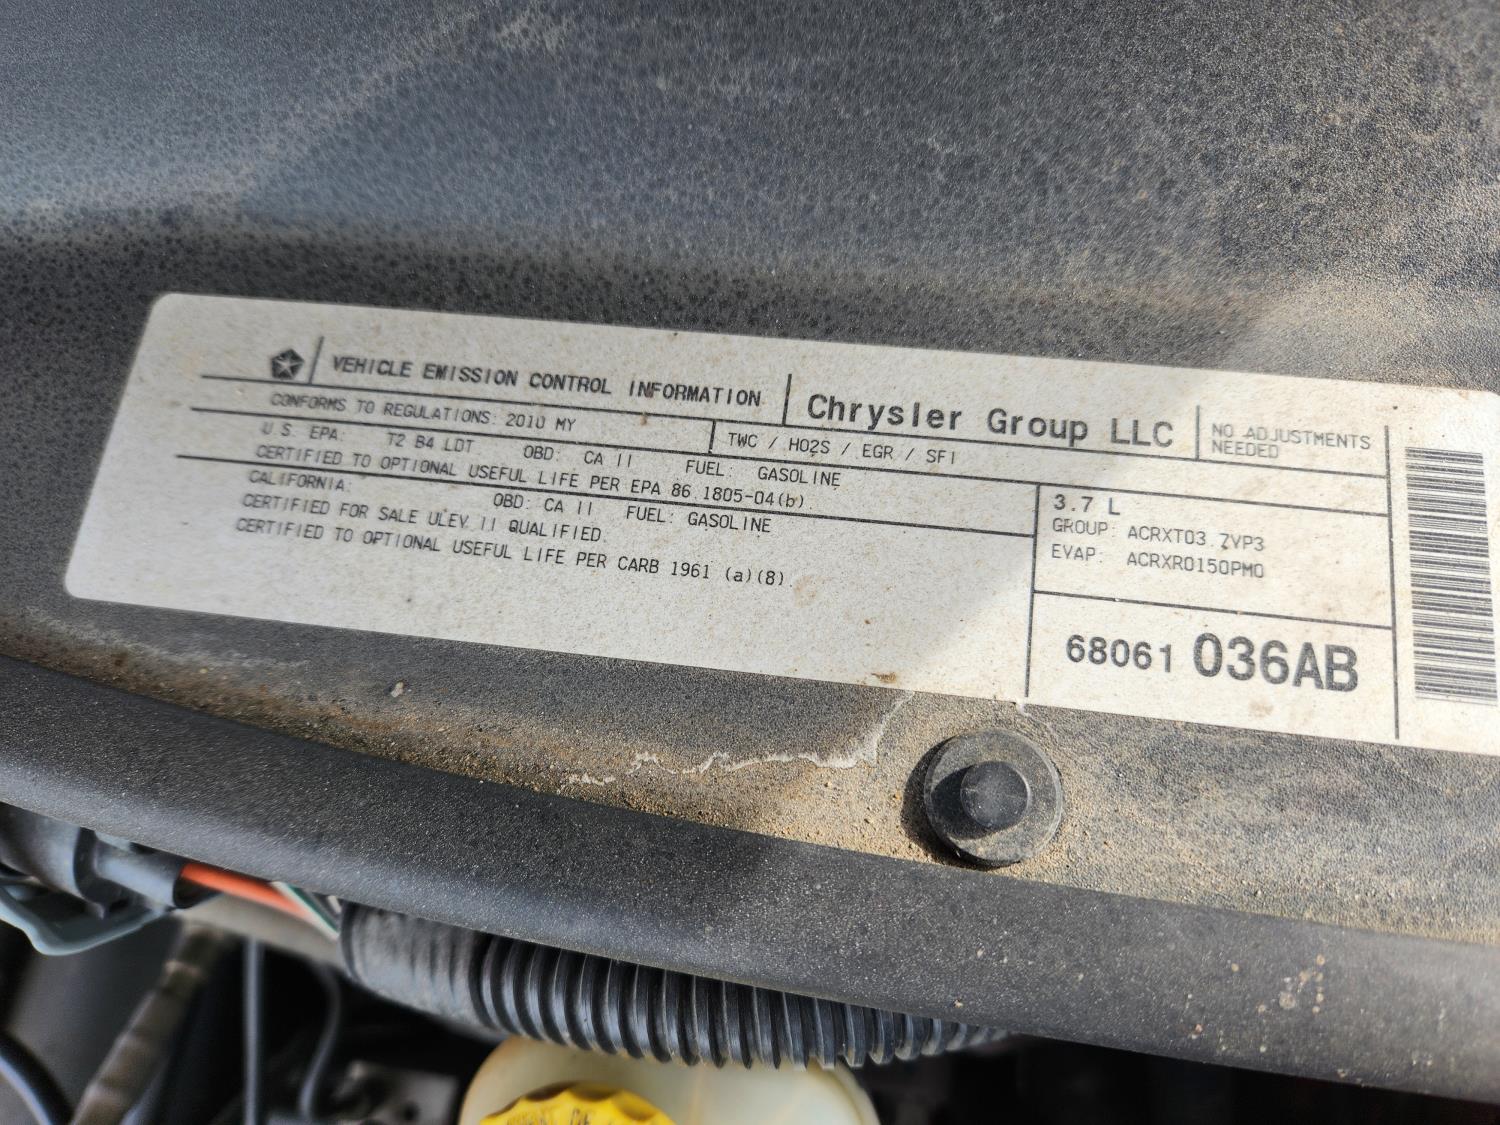 VEHICLE EMISSION CONTROL INFORMATION
Chrysler Group LLC
NO ADJUSTMENTS
NEEDED
CONFORMS TO REGULATIONS: 2010 MY
TWC / HO2S / EGR / SFI
U.S. EPA: T2 B4 LDT OBD: CA II FUEL: GASOLINE
CERTIFIED TO OPTIONAL USEFUL LIFE PER EPA 86.1805-04(b).
CALIFORNIA: OBD: CA II FUEL: GASOLINE
CERTIFIED FOR SALE ULEV II QUALIFIED.
CERTIFIED TO OPTIONAL USEFUL LIFE PER CARB 1961 (a)(8).
3.7 L
GROUP: ACRXT03.7VP3
EVAP: ACRXR0150PM0
68061 036AB